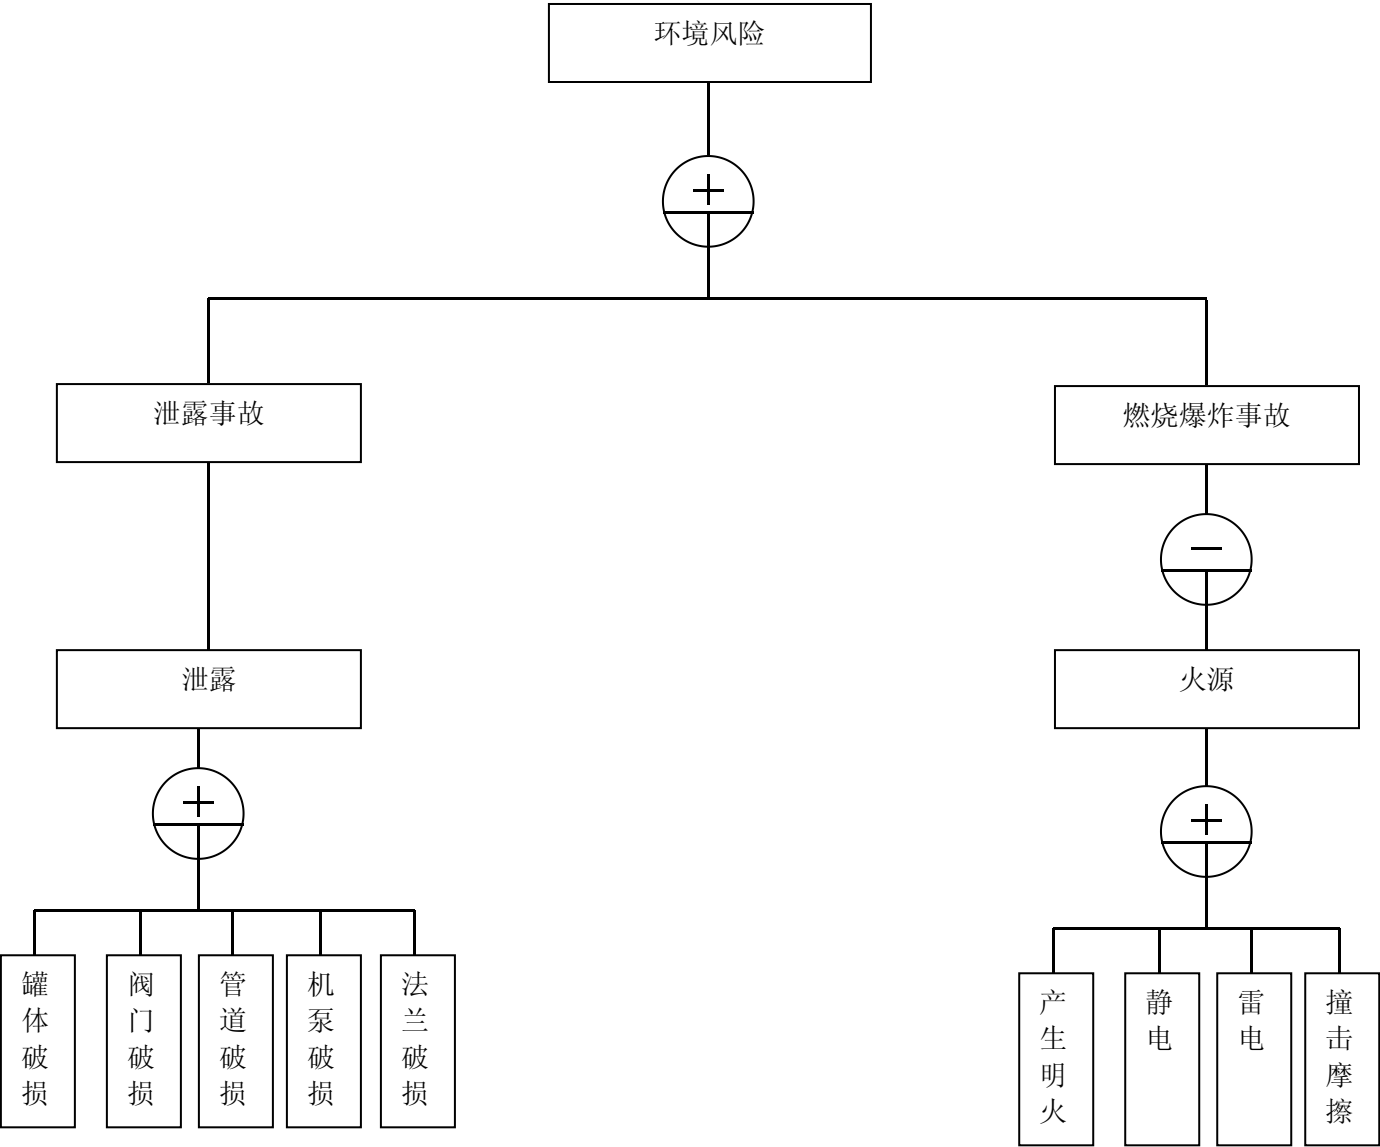 环境风险
+
泄露事故
燃烧爆炸事故
−
泄露
火源
+
+
罐体破损
阀门破损
管道破损
机泵破损
法兰破损
产生明火
静电
雷电
撞击摩擦